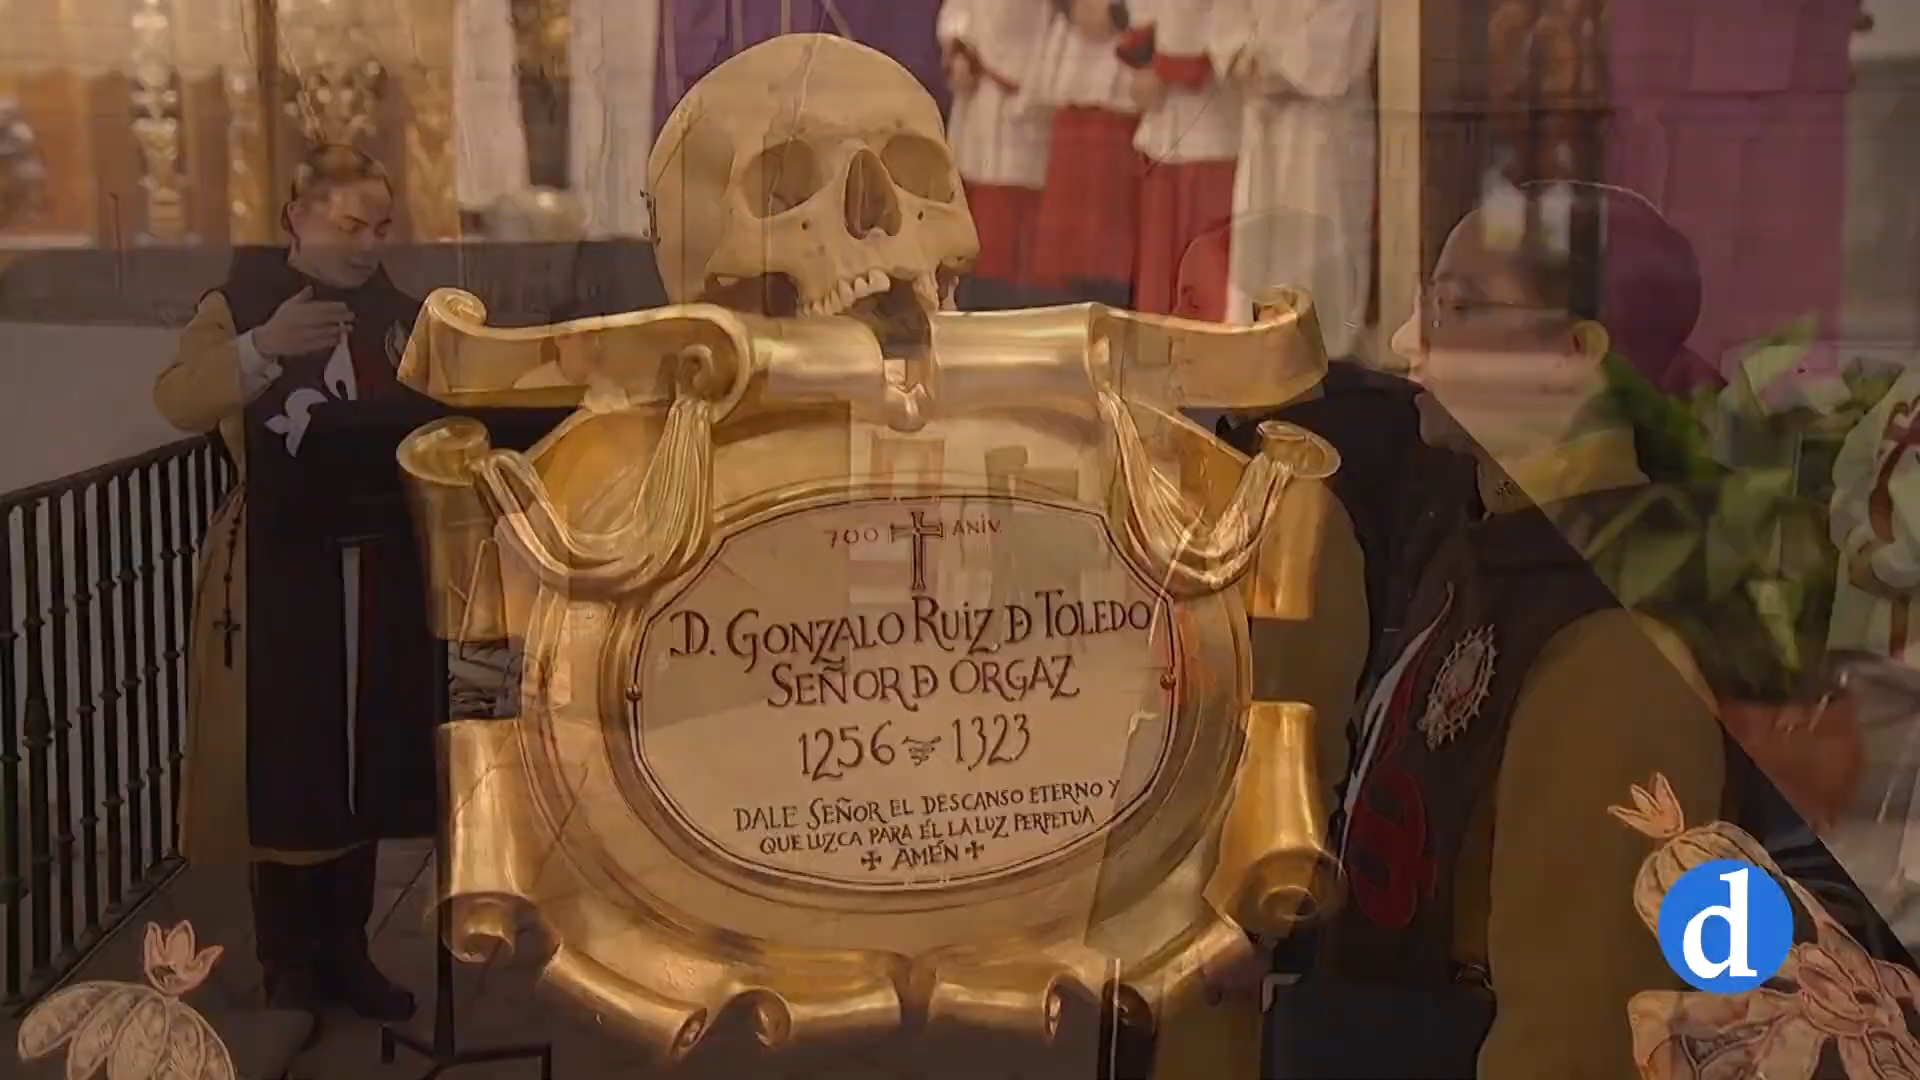 700 ANIV.
D. GONZALO RUIZ D TOLEDO
SEÑOR D ORGAZ
1256 1323
DALE SEÑOR EL DESCANSO ETERNO Y
QUE LUZCA PARA ÉL LA LUZ PERPETUA
AMÉN
d